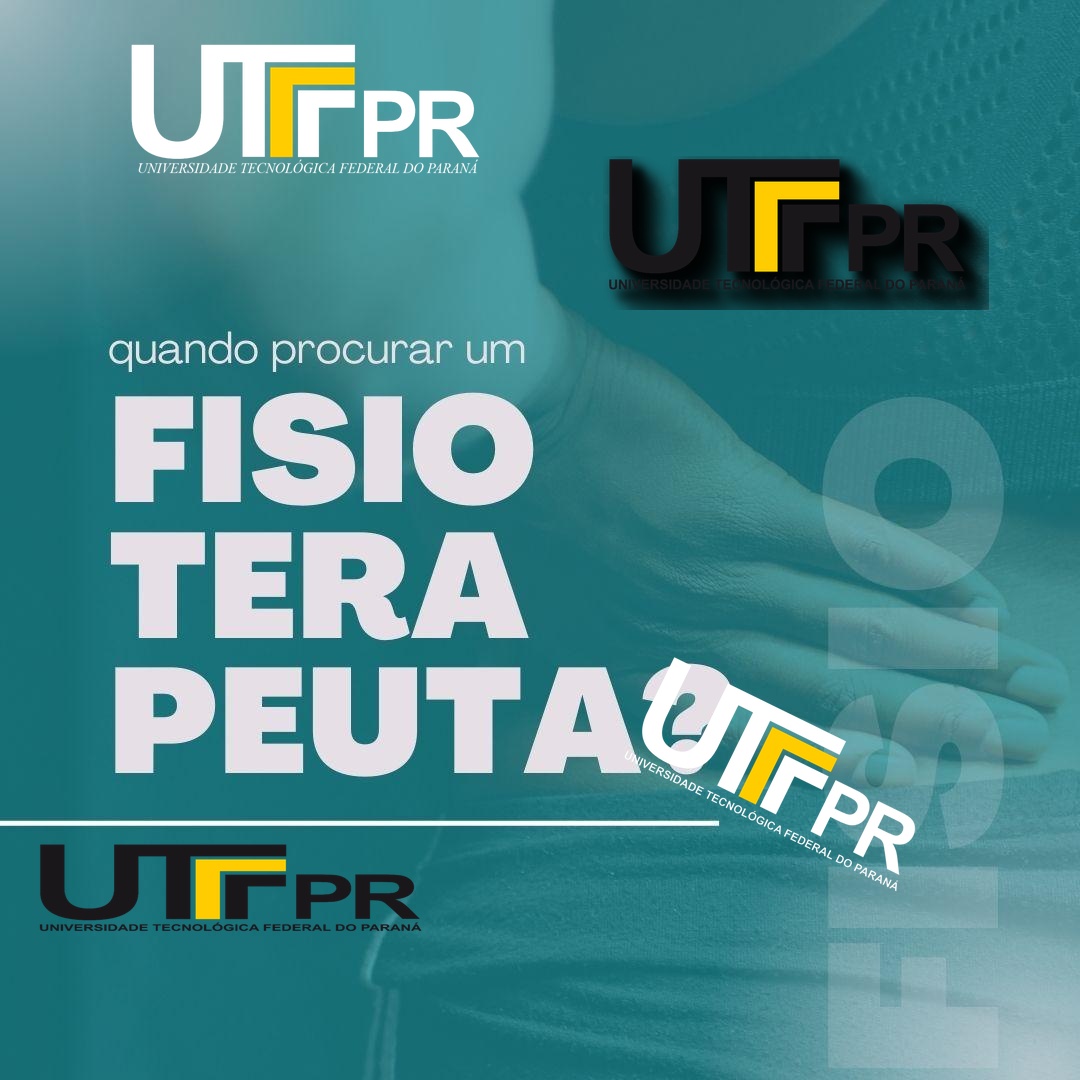 UTFPR
UNIVERSIDADE TECNOLÓGICA FEDERAL DO PARANÁ
UTFPR
UNIVERSIDADE TECNOLÓGICA FEDERAL DO PARANÁ
quando procurar um
FISIO
TERA
PEUTA?
FISIO
UTFPR
UNIVERSIDADE TECNOLÓGICA FEDERAL DO PARANÁ
UTFPR
UNIVERSIDADE TECNOLÓGICA FEDERAL DO PARANÁ